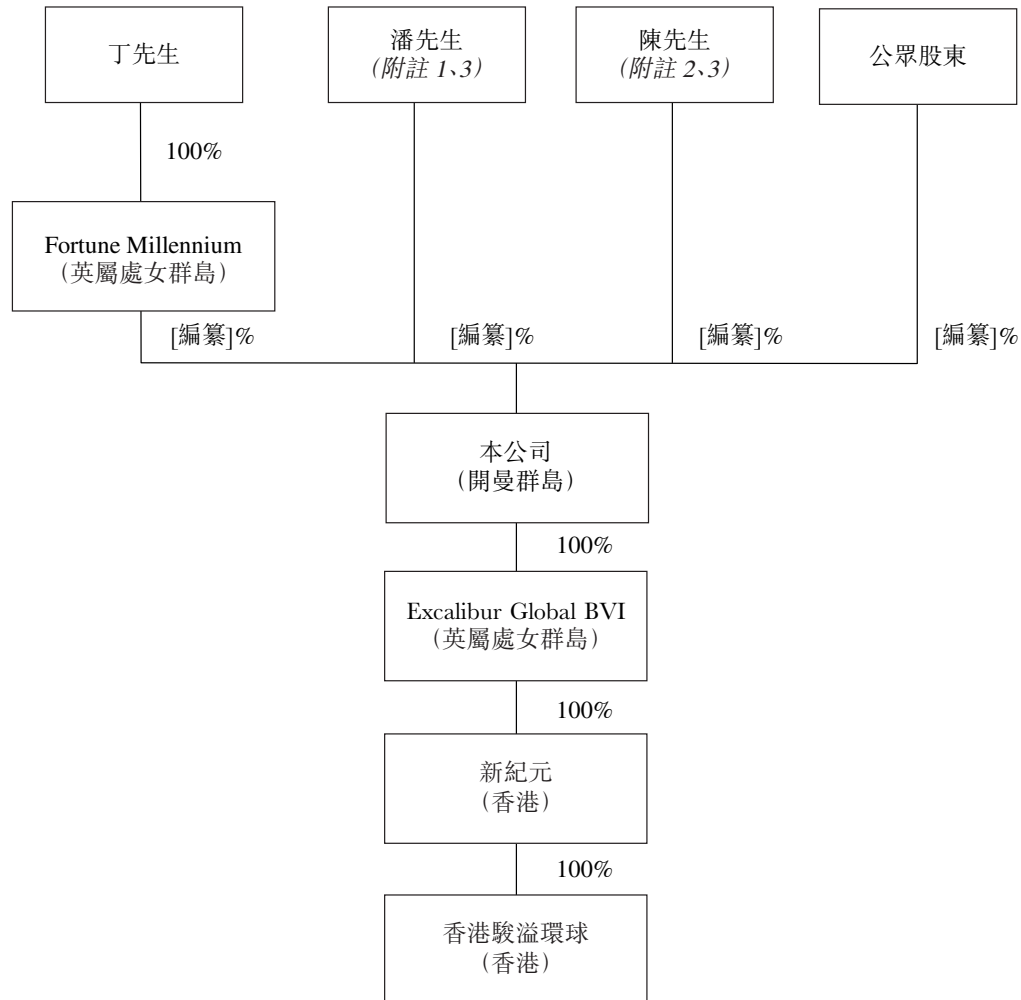 丁先生
潘先生
(附註 1、3)
陳先生
(附註 2、3)
公眾股東
100%
Fortune Millennium
(英屬處女群島)
[編纂]%
[編纂]%
[編纂]%
[編纂]%
本公司
(開曼群島)
100%
Excalibur Global BVI
(英屬處女群島)
100%
新紀元
(香港)
100%
香港駿溢環球
(香港)